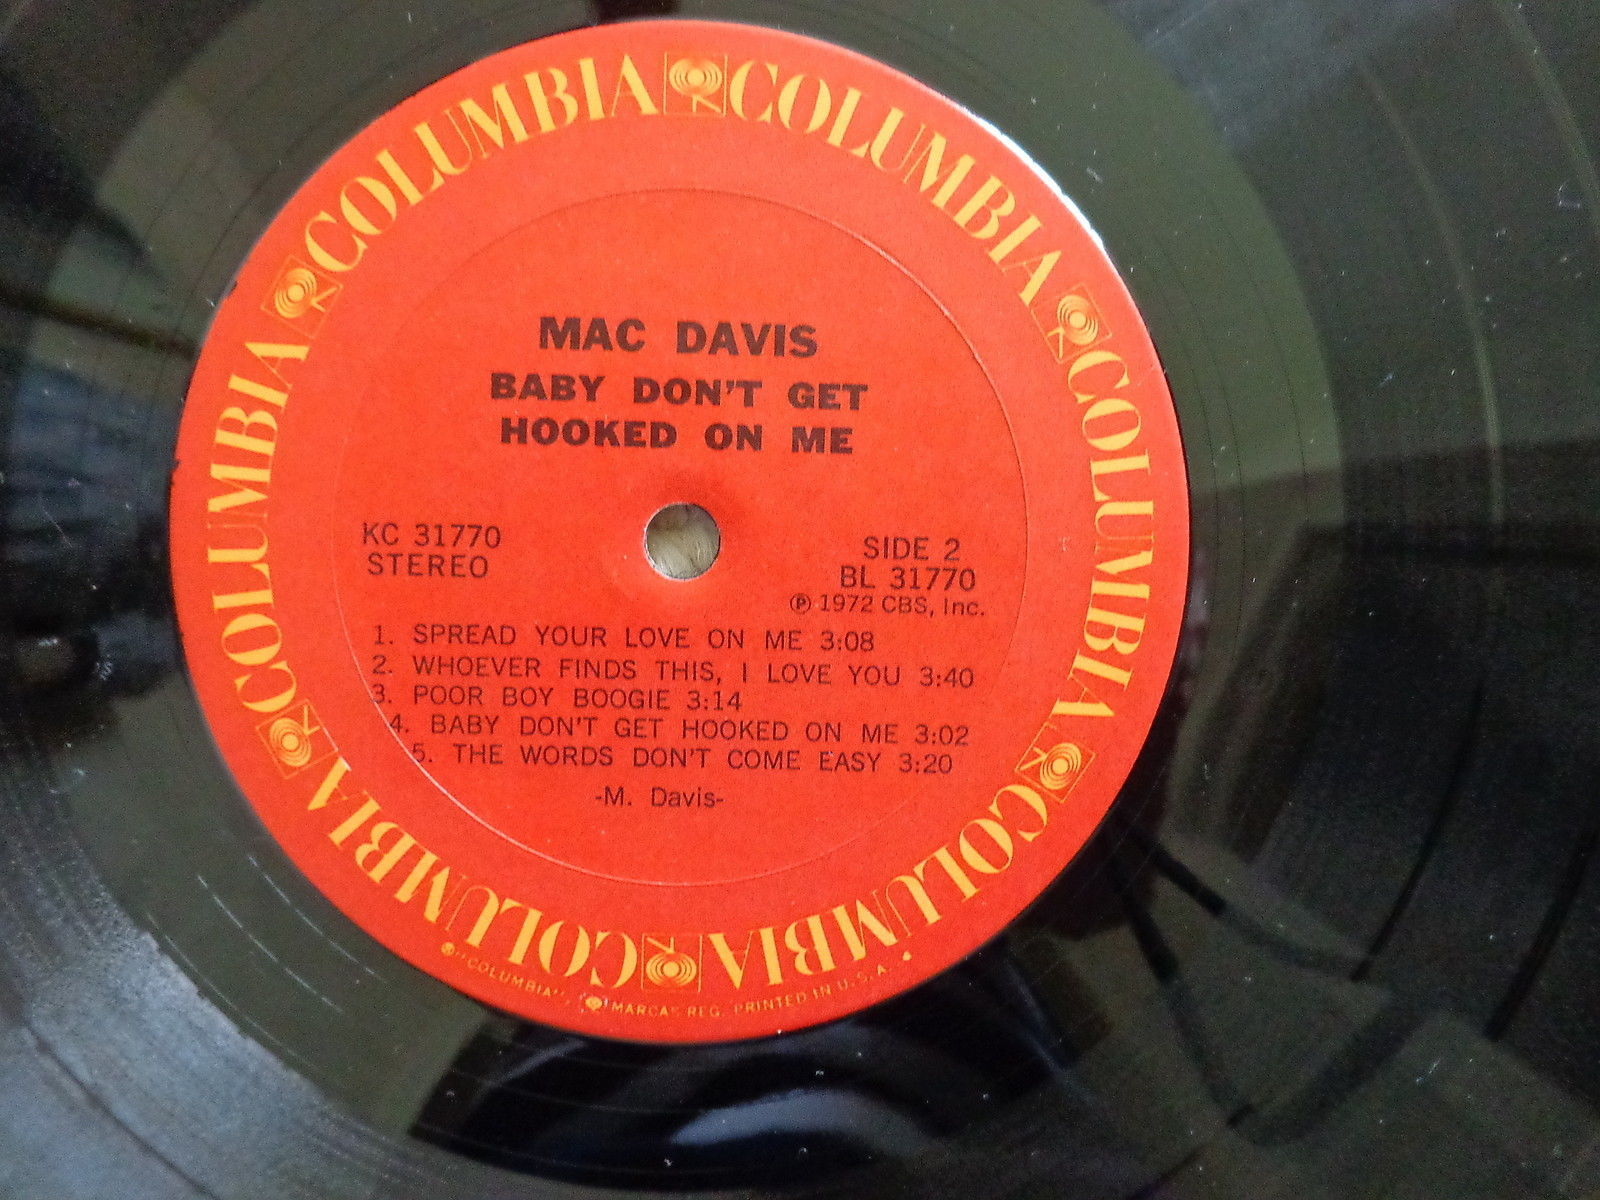 COLUMBIA COLUMBIA COLUMBIA COLUMBIA COLUMBIA COLUMBIA
MAC DAVIS
BABY DON'T GET
HOOKED ON ME
KC 31770
STEREO
SIDE 2
BL 31770
Ⓟ 1972 CBS, Inc.
1. SPREAD YOUR LOVE ON ME 3:08
2. WHOEVER FINDS THIS, I LOVE YOU 3:40
3. POOR BOY BOOGIE 3:14
4. BABY DON'T GET HOOKED ON ME 3:02
5. THE WORDS DON'T COME EASY 3:20
-M. Davis-
® "COLUMBIA", MARCAS REG. PRINTED IN U.S.A.